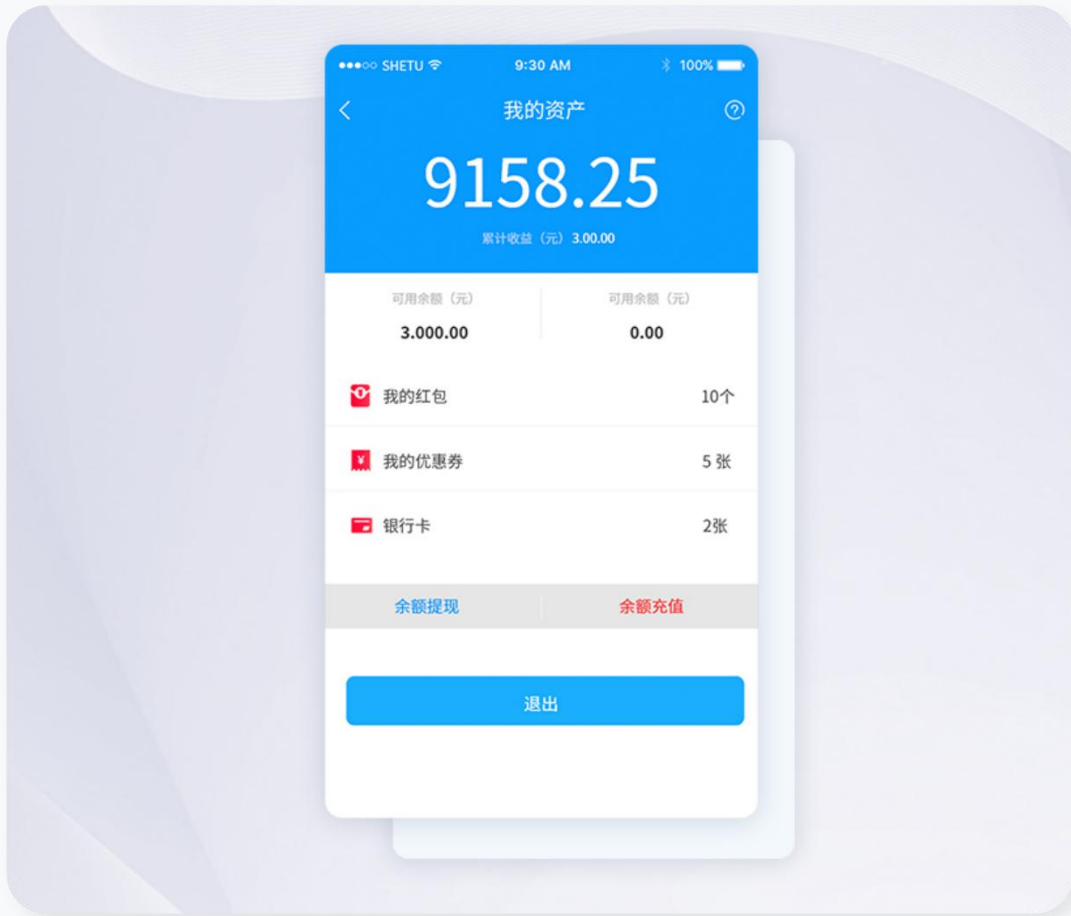 SHETU 9:30 AM 100%
我的资产
9158.25
累计收益（元）3.00.00
可用余额（元） 可用余额（元）
3.000.00 0.00
我的红包 10个
¥ 我的优惠券 5 张
银行卡 2张
余额提现 余额充值
退出